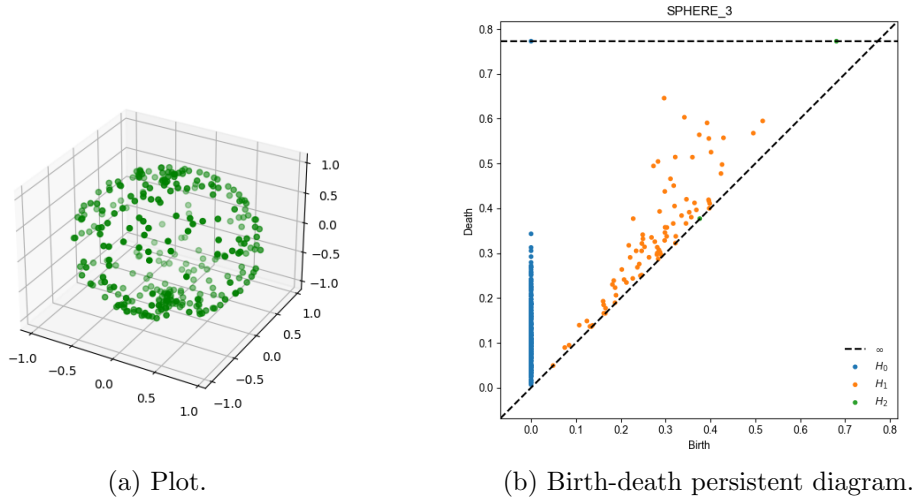 SPHERE_3
1.0
0.5
0.0
−0.5
−1.0
1.0
0.5
0.0
−0.5
−1.0
−1.0
−0.5
0.0
0.5
1.0
0.8
0.7
0.6
0.5
0.4
0.3
0.2
0.1
0.0
Death
0.0 0.1 0.2 0.3 0.4 0.5 0.6 0.7 0.8
Birth
∞
H₀
H₁
H₂
(a) Plot.
(b) Birth-death persistent diagram.